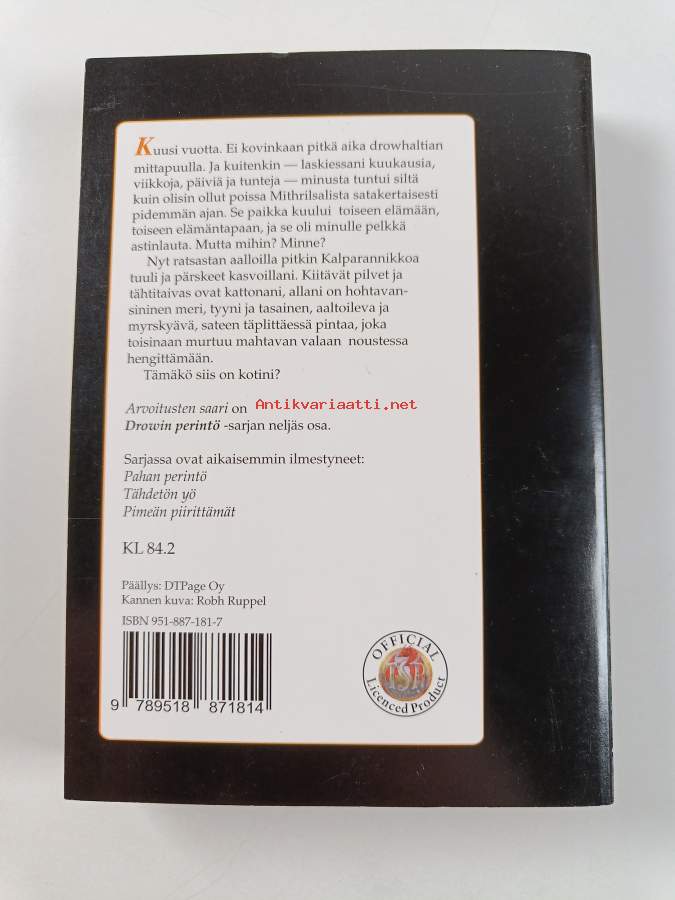 Kuusi vuotta. Ei kovinkaan pitkä aika drowhaltian
mittapuulla. Ja kuitenkin — laskiessani kuukausia,
viikkoja, päiviä ja tunteja — minusta tuntui siltä
kuin olisin ollut poissa Mithrilsalista satakertaisesti
pidemmän ajan. Se paikka kuului toiseen elämään,
toiseen elämäntapaan, ja se oli minulle pelkkä
astinlauta. Mutta mihin? Minne?
Nyt ratsastan aalloilla pitkin Kalparannikkoa
tuuli ja pärskeet kasvoillani. Kiitävät pilvet ja
tähtitaivas ovat kattonani, allani on hohtavan-
sininen meri, tyyni ja tasainen, aaltoileva ja
myrskyävä, sateen täplittäessä pintaa, joka
toisinaan murtuu mahtavan valaan noustessa
hengittämään.
Tämäkö siis on kotini?
Arvoitusten saari on
Antikvariaatti.net
Drowin perintö -sarjan neljäs osa.
Sarjassa ovat aikaisemmin ilmestyneet:
Pahan perintö
Tähdetön yö
Pimeän piirittämät
KL 84.2
Päällys: DTPage Oy
Kannen kuva: Robh Ruppel
ISBN 951-887-181-7
9 789518 871814
OFFICIAL
TSR
Licenced Product